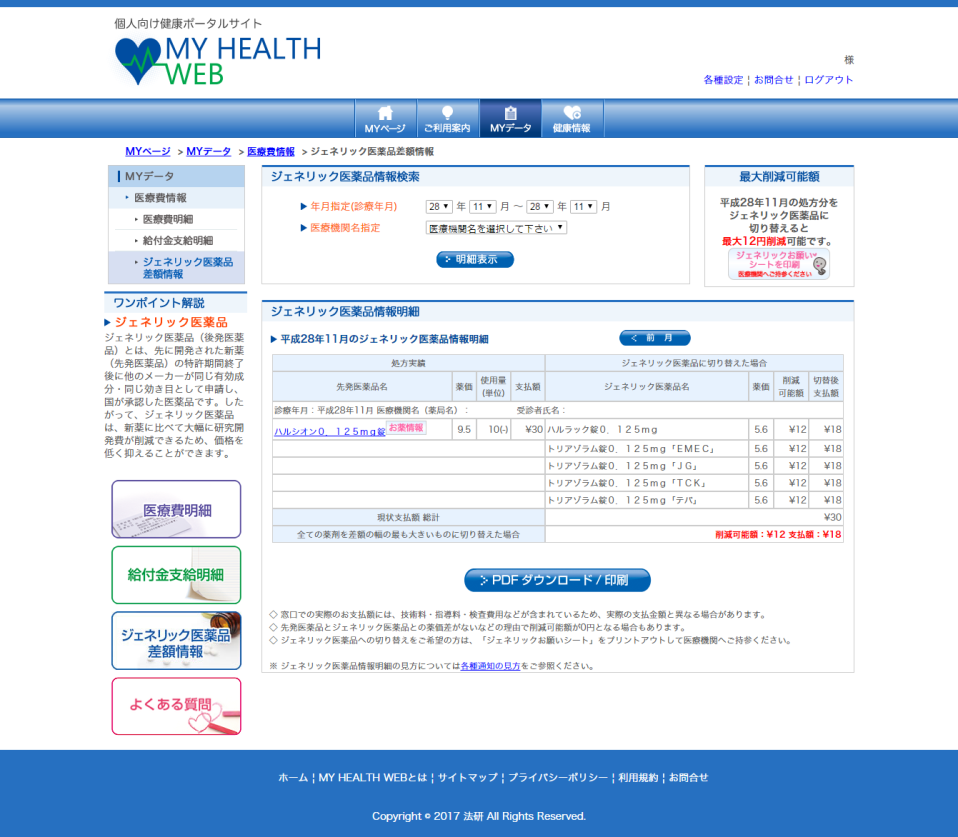 個人向け健康ポータルサイト
MY HEALTH
WEB
様
各種設定 ¦ お問合せ ¦ ログアウト
MYページ
ご利用案内
MYデータ
健康情報
MYページ > MYデータ > 医療費情報 > ジェネリック医薬品差額情報
MYデータ
医療費情報
医療費明細
給付金支給明細
ジェネリック医薬品
差額情報
ワンポイント解説
ジェネリック医薬品
ジェネリック医薬品（後発医薬
品）とは、先に開発された新薬
（先発医薬品）の特許期間終了
後に他のメーカーが同じ有効成
分・同じ効き目として申請し、
国が承認した医薬品です。した
がって、ジェネリック医薬品
は、新薬に比べて大幅に研究開
発費が削減できるため、価格を
低く抑えることができます。
医療費明細
給付金支給明細
ジェネリック医薬品
差額情報
よくある質問
ジェネリック医薬品情報検索
年月指定(診療年月) 28 年 11 月 ～ 28 年 11 月
医療機関名指定 医療機関名を選択して下さい
明細表示
最大削減可能額
平成28年11月の処方分を
ジェネリック医薬品に
切り替えると
最大12円削減可能です。
ジェネリックお願い
シートを印刷
医療機関へご持参ください
ジェネリック医薬品情報明細
平成28年11月のジェネリック医薬品情報明細
< 前 月
処方実績 ジェネリック医薬品に切り替えた場合
先発医薬品名 薬価 使用量(単位) 支払額 ジェネリック医薬品名 薬価 削減可能額 切替後支払額
診療年月：平成28年11月 医療機関名（薬局名）： 受診者氏名：
ハルシオン０．１２５ｍｇ錠 お薬情報 9.5 10(-) ¥30 ハルラック錠０．１２５ｍｇ 5.6 ¥12 ¥18
トリアゾラム錠０．１２５ｍｇ「ＥＭＥＣ」 5.6 ¥12 ¥18
トリアゾラム錠０．１２５ｍｇ「ＪＧ」 5.6 ¥12 ¥18
トリアゾラム錠０．１２５ｍｇ「ＴＣＫ」 5.6 ¥12 ¥18
トリアゾラム錠０．１２５ｍｇ「テバ」 5.6 ¥12 ¥18
現状支払額 総計 ¥30
全ての薬剤を差額の幅の最も大きいものに切り替えた場合 削減可能額：¥12 支払額：¥18
PDF ダウンロード / 印刷
◇ 窓口での実際のお支払額には、技術料・指導料・検査費用などが含まれているため、実際の支払金額と異なる場合があります。
◇ 先発医薬品とジェネリック医薬品との薬価差がないなどの理由で削減可能額が0円となる場合もあります。
◇ ジェネリック医薬品への切り替えをご希望の方は、「ジェネリックお願いシート」をプリントアウトして医療機関へご持参ください。
※ ジェネリック医薬品情報明細の見方については各種通知の見方をご参照ください。
ホーム ¦ MY HEALTH WEBとは ¦ サイトマップ ¦ プライバシーポリシー ¦ 利用規約 ¦ お問合せ
Copyright © 2017 法研 All Rights Reserved.